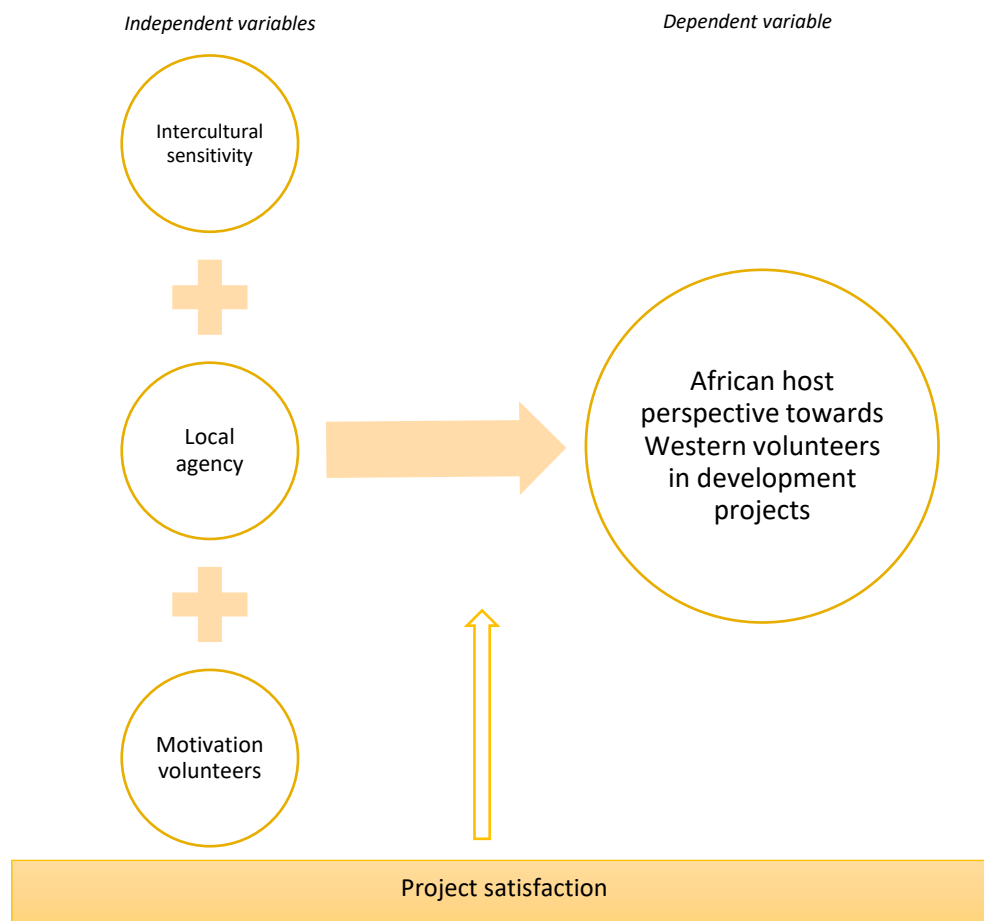 Independent variables
Dependent variable
Intercultural
sensitivity
Local
agency
Motivation
volunteers
African host
perspective towards
Western volunteers
in development
projects
Project satisfaction